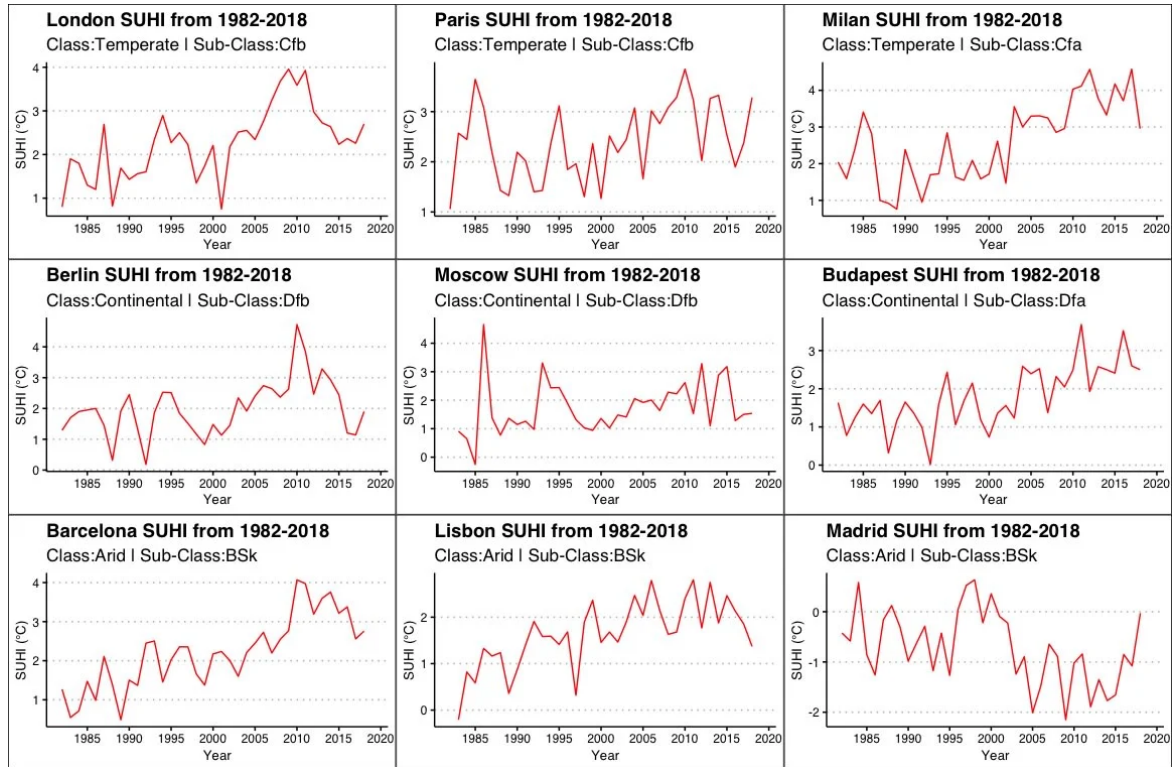 London SUHI from 1982-2018
Class:Temperate | Sub-Class:Cfb
SUHI (°C)
4
3
2
1
1985 1990 1995 2000 2005 2010 2015 2020
Year
Paris SUHI from 1982-2018
Class:Temperate | Sub-Class:Cfb
SUHI (°C)
3
2
1
1985 1990 1995 2000 2005 2010 2015 2020
Year
Milan SUHI from 1982-2018
Class:Temperate | Sub-Class:Cfa
SUHI (°C)
4
3
2
1
1985 1990 1995 2000 2005 2010 2015 2020
Year
Berlin SUHI from 1982-2018
Class:Continental | Sub-Class:Dfb
SUHI (°C)
4
3
2
1
0
1985 1990 1995 2000 2005 2010 2015 2020
Year
Moscow SUHI from 1982-2018
Class:Continental | Sub-Class:Dfb
SUHI (°C)
4
3
2
1
0
1985 1990 1995 2000 2005 2010 2015 2020
Year
Budapest SUHI from 1982-2018
Class:Continental | Sub-Class:Dfa
SUHI (°C)
3
2
1
0
1985 1990 1995 2000 2005 2010 2015 2020
Year
Barcelona SUHI from 1982-2018
Class:Arid | Sub-Class:BSk
SUHI (°C)
4
3
2
1
1985 1990 1995 2000 2005 2010 2015 2020
Year
Lisbon SUHI from 1982-2018
Class:Arid | Sub-Class:BSk
SUHI (°C)
2
1
0
1985 1990 1995 2000 2005 2010 2015 2020
Year
Madrid SUHI from 1982-2018
Class:Arid | Sub-Class:BSk
SUHI (°C)
0
-1
-2
1985 1990 1995 2000 2005 2010 2015 2020
Year